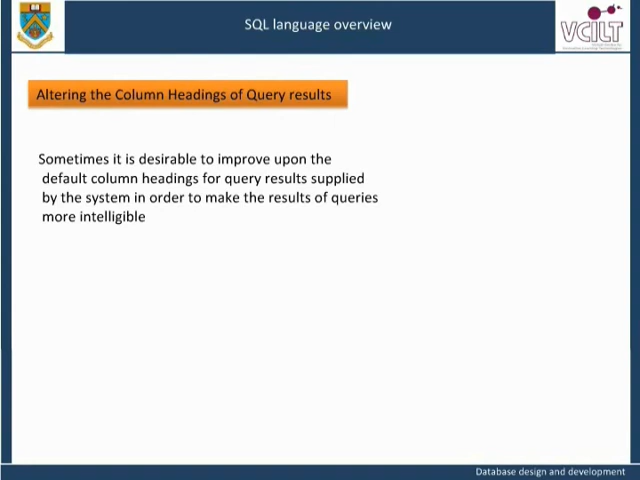 SQL language overview
VCILT
Altering the Column Headings of Query results
Sometimes it is desirable to improve upon the
default column headings for query results supplied
by the system in order to make the results of queries
more intelligible
Database design and development